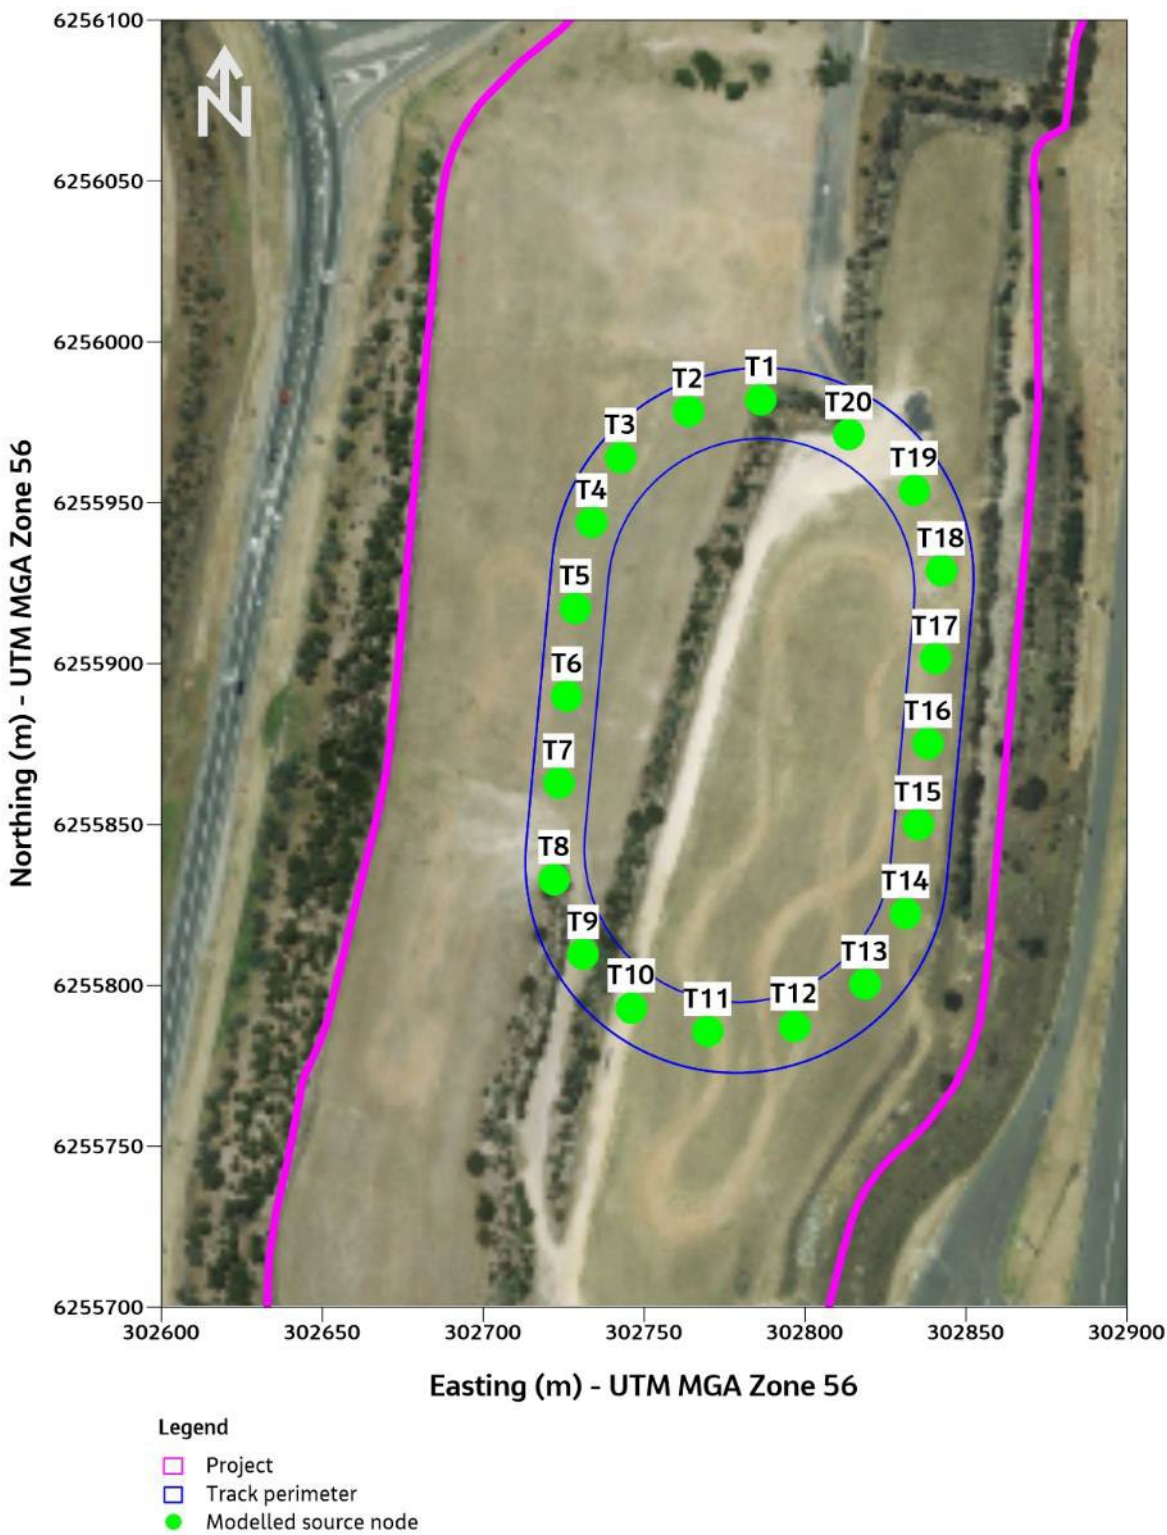 6256100
N
6256050
6256000
T1
T2
T20
T3
T19
T4
6255950
T18
T5
T17
Northing (m) - UTM MGA Zone 56
6255900
T6
T16
T7
T15
6255850
T8
T14
T9
T13
T10
6255800
T12
T11
6255750
6255700
302600 302650 302700 302750 302800 302850 302900
Easting (m) - UTM MGA Zone 56
Legend
Project
Track perimeter
Modelled source node